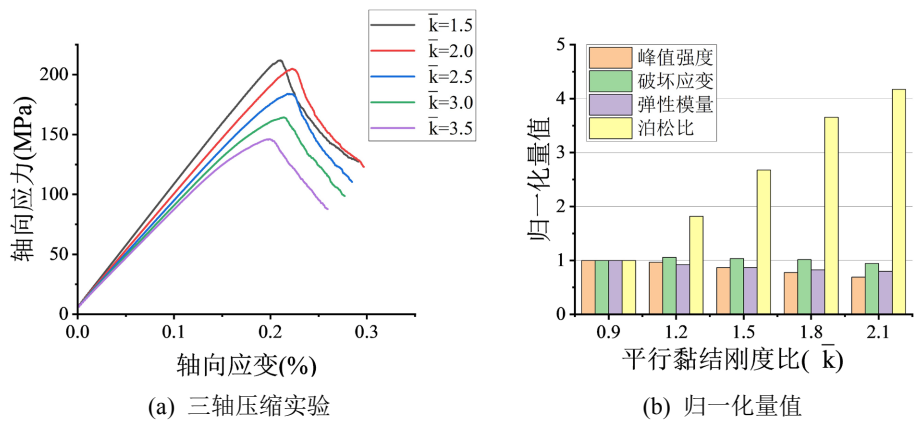 k̅=1.5
k̅=2.0
k̅=2.5
k̅=3.0
k̅=3.5
轴向应力(MPa)
200
150
100
50
0
0.0 0.1 0.2 0.3
轴向应变(%)
(a) 三轴压缩实验
峰值强度
破坏应变
弹性模量
泊松比
归一化量值
5
4
3
2
1
0
0.9 1.2 1.5 1.8 2.1
平行黏结刚度比( k̅)
(b) 归一化量值